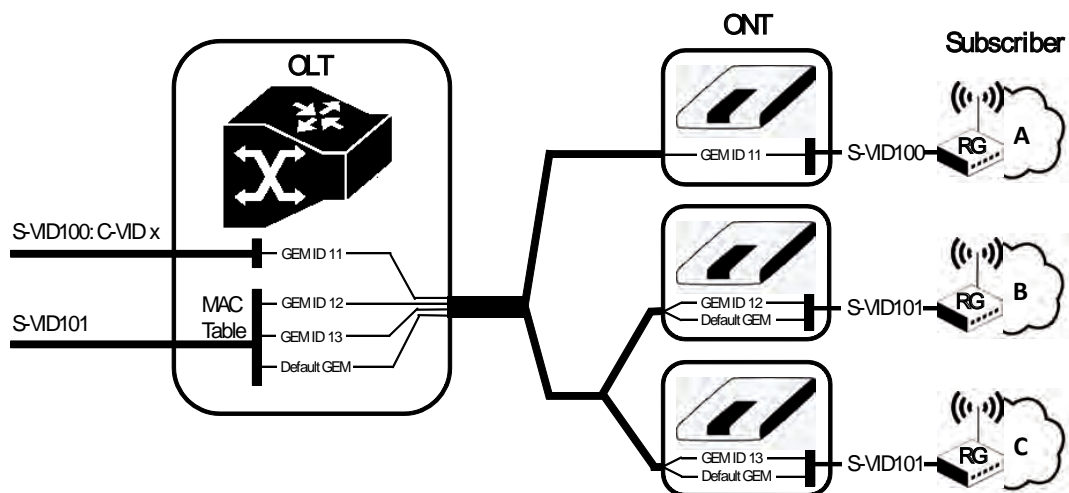 ONT
Subscriber
OLT
GEM ID 11
S-VID100
RG
A
S-VID100: C-VID x
GEM ID 11
MAC
Table
GEM ID 12
S-VID101
GEM ID 13
Default GEM
GEM ID 12
Default GEM
S-VID101
RG
B
GEM ID 13
Default GEM
S-VID101
RG
C